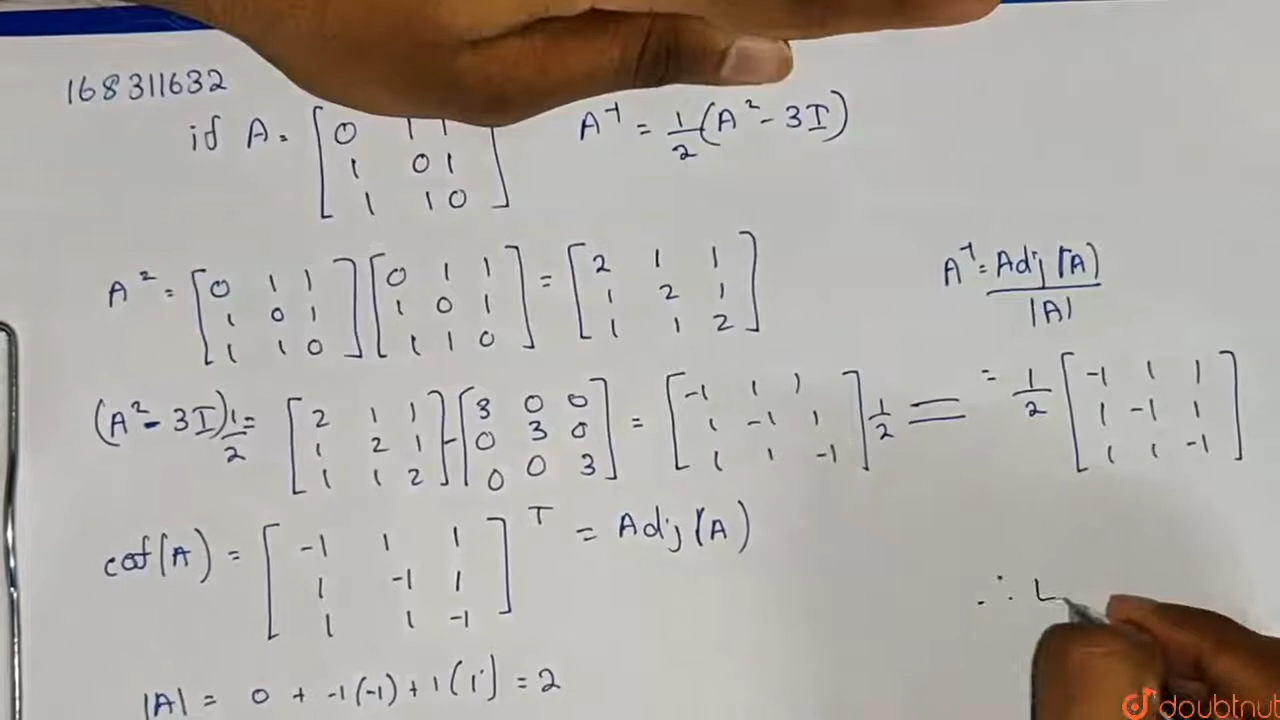 168311632
if A = [0 1 1     A⁻¹ = 1/2 (A² - 3I)
1 0 1
1 1 0]
A² = [0 1 1   [0 1 1   = [2 1 1     A⁻¹ = Adj(A)
1 0 1   1 0 1   1 2 1     |A|
1 1 0]   1 1 0]   1 1 2]
(A² - 3I) 1/2 = [2 1 1   - [3 0 0   = [-1 1 1   1/2 = = 1/2 [-1 1 1
1 2 1   0 3 0   1 -1 1   1 -1 1
1 1 2]   0 0 3]   1 1 -1]   1 1 -1]
cof(A) = [-1 1 1   T = Adj(A)
1 -1 1
1 1 -1]     ∴ L
|A| = 0 + -1(-1) + 1(1) = 2
doubtnut